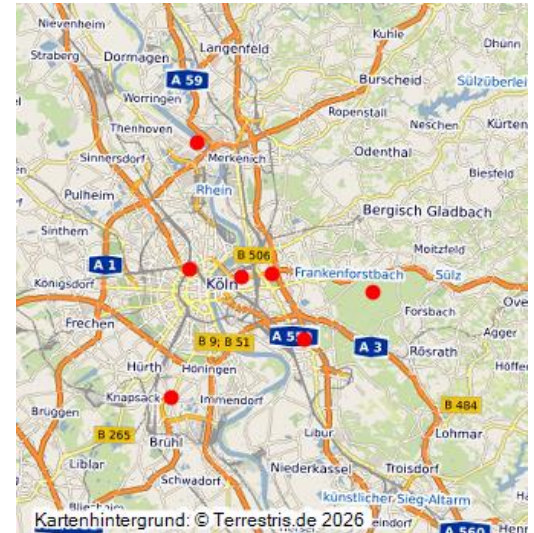 Nievenheim
Kuhle
Dhünn
Straberg
Dormagen
Langenfeld
A 59
Burscheid
Sülzüberlei
Worringen
Ropenstall
Thenhoven
Neschen
Kürten
Sinnersdorf
Merkenich
Odenthal
Rhein
Biesfeld
Pulheim
Bergisch Gladbach
Sinthern
Moitzfeld
B 506
A 1
Frankenforstbach
Sülz
Königsdorf
Köln
Ove
Forsbach
Frechen
Agger
B 9; B 51
A 3
Rösrath
Hürth
Höningen
Höffe
Knapsack
Immendorf
Brüggen
B 484
B 265
Brühl
Libur
Lohmar
Liblar
Niederkassel
Troisdorf
Schwadorf
künstlicher Sieg-Altarm
Kartenhintergrund: © Terrestris.de 2026
eindorf
A 560